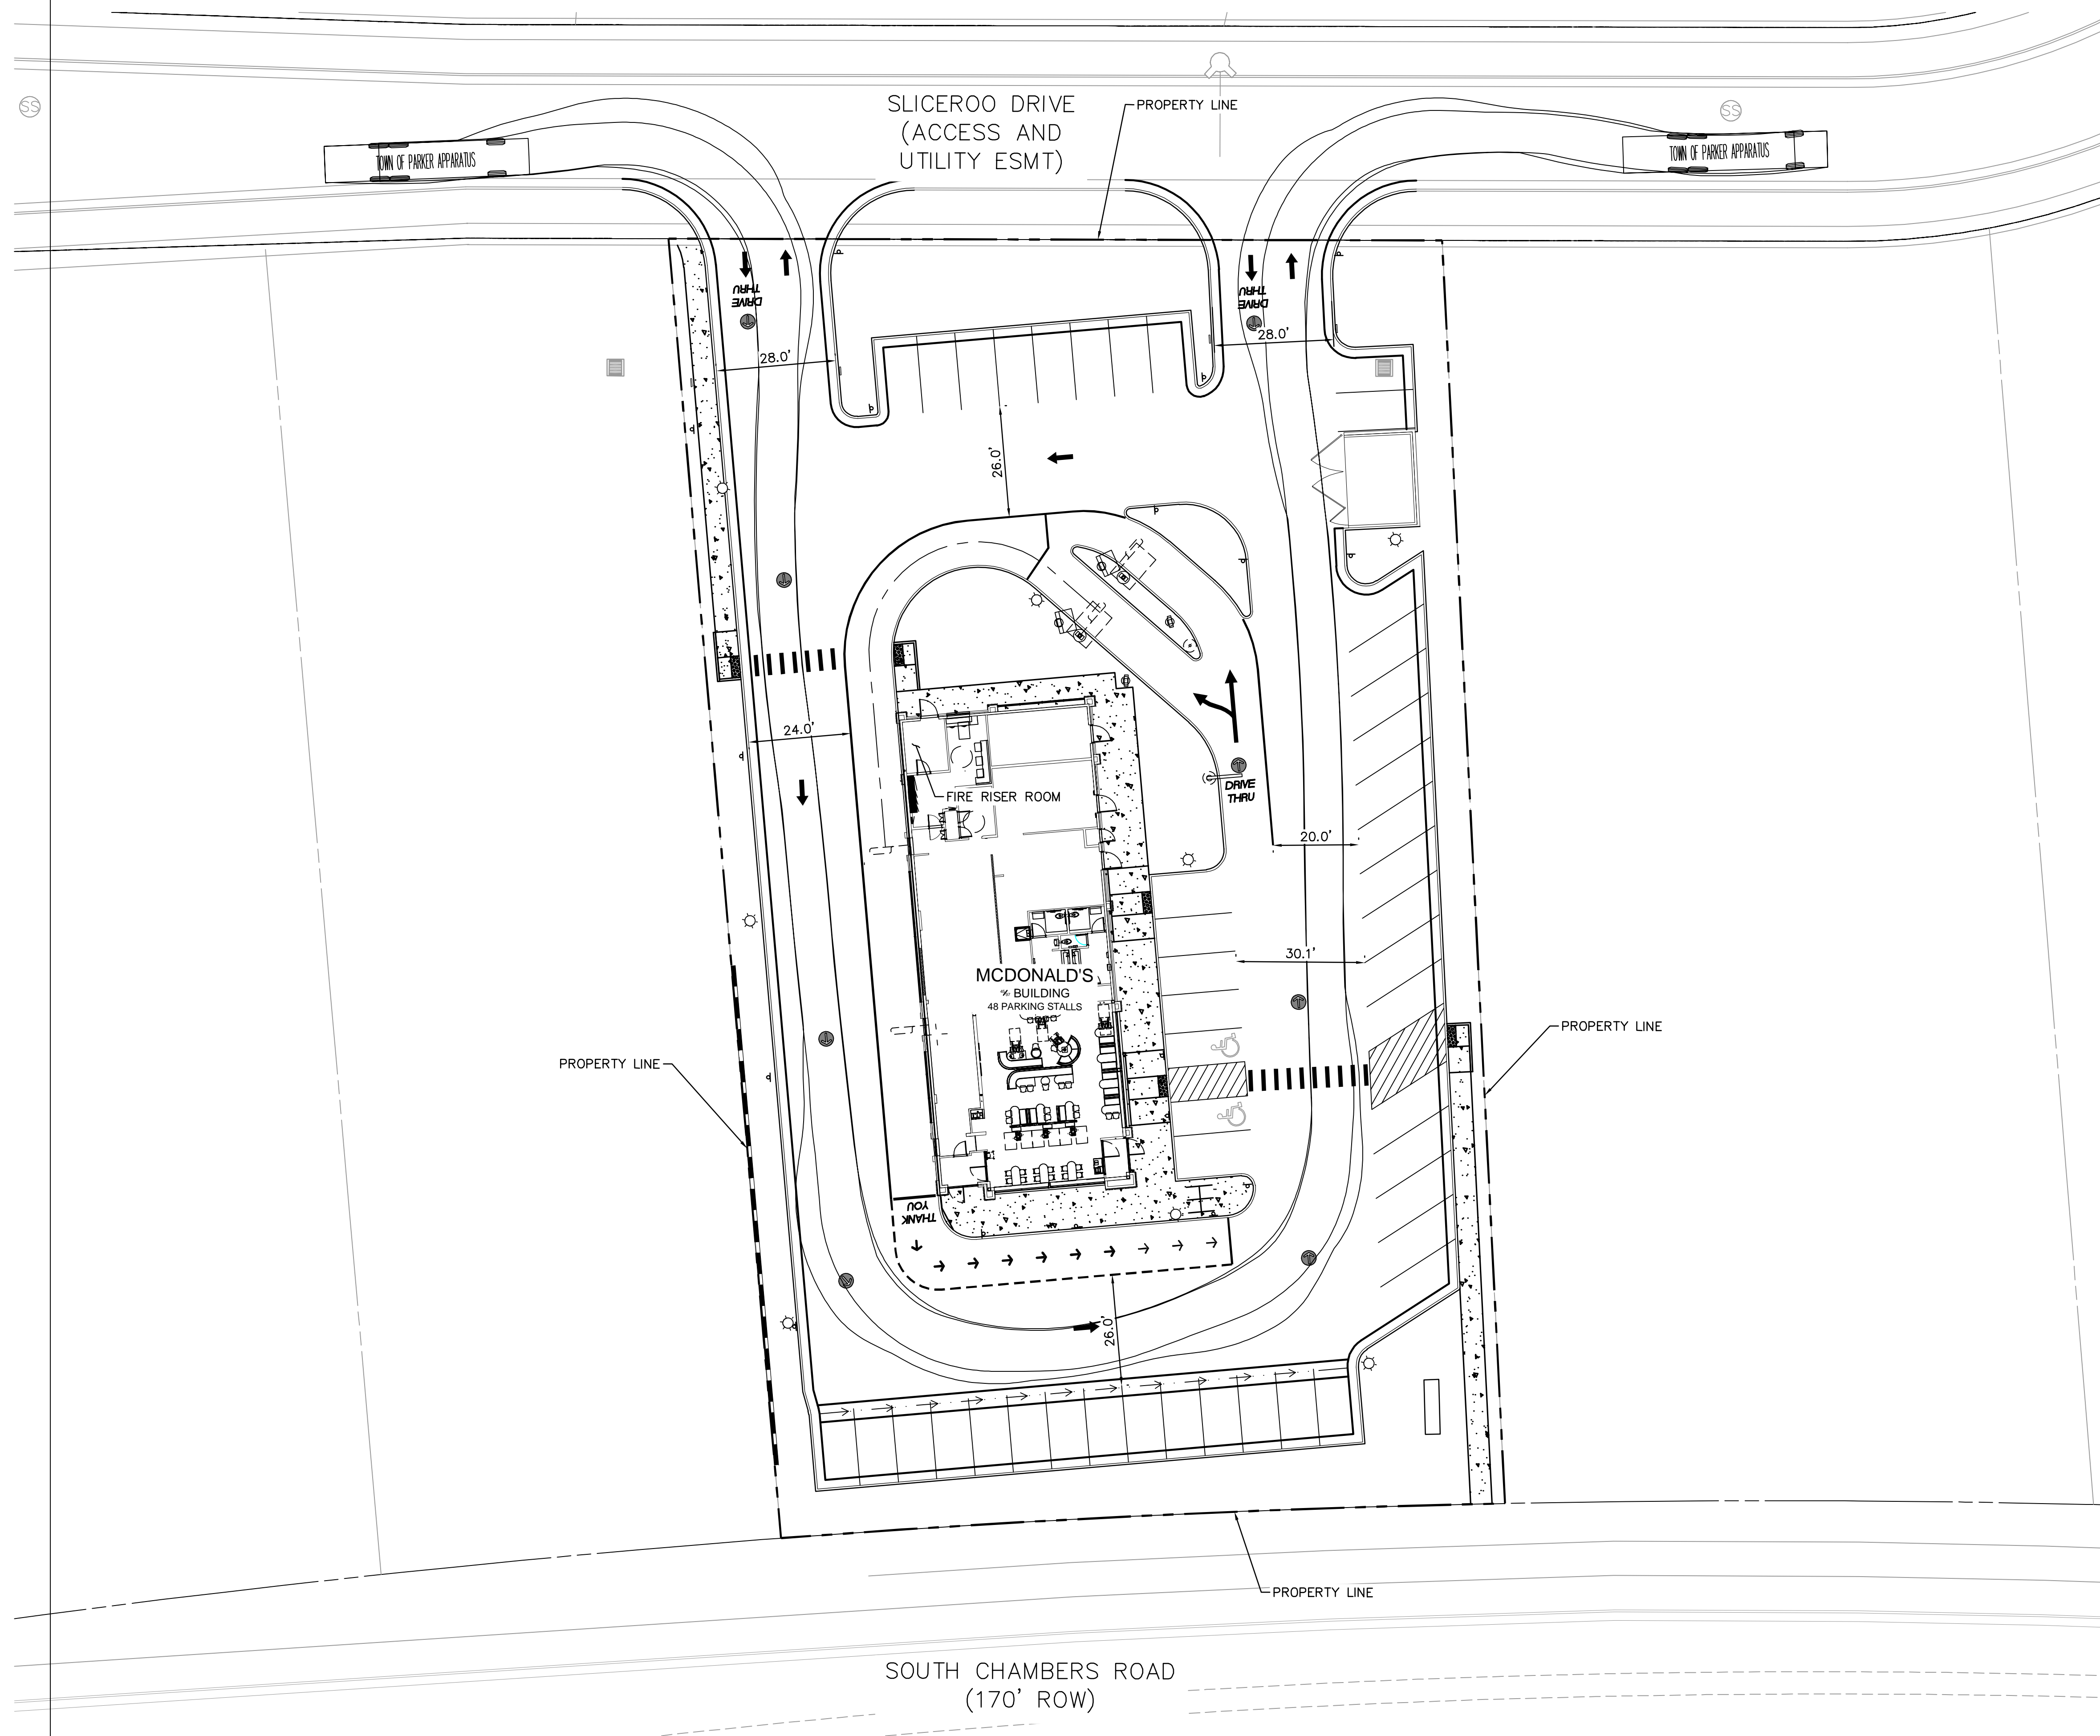 SLICEROO DRIVE
(ACCESS AND
UTILITY ESMT)
PROPERTY LINE
SS
SS
TOWN OF PARKER APPARATUS
TOWN OF PARKER APPARATUS
DRIVE
THRU
DRIVE
THRU
28.0'
28.0'
26.0'
24.0'
FIRE RISER ROOM
DRIVE
THRU
20.0'
30.1'
MCDONALD'S
BUILDING
48 PARKING STALLS
PROPERTY LINE
PROPERTY LINE
THANK
YOU
26.0'
PROPERTY LINE
SOUTH CHAMBERS ROAD
(170' ROW)